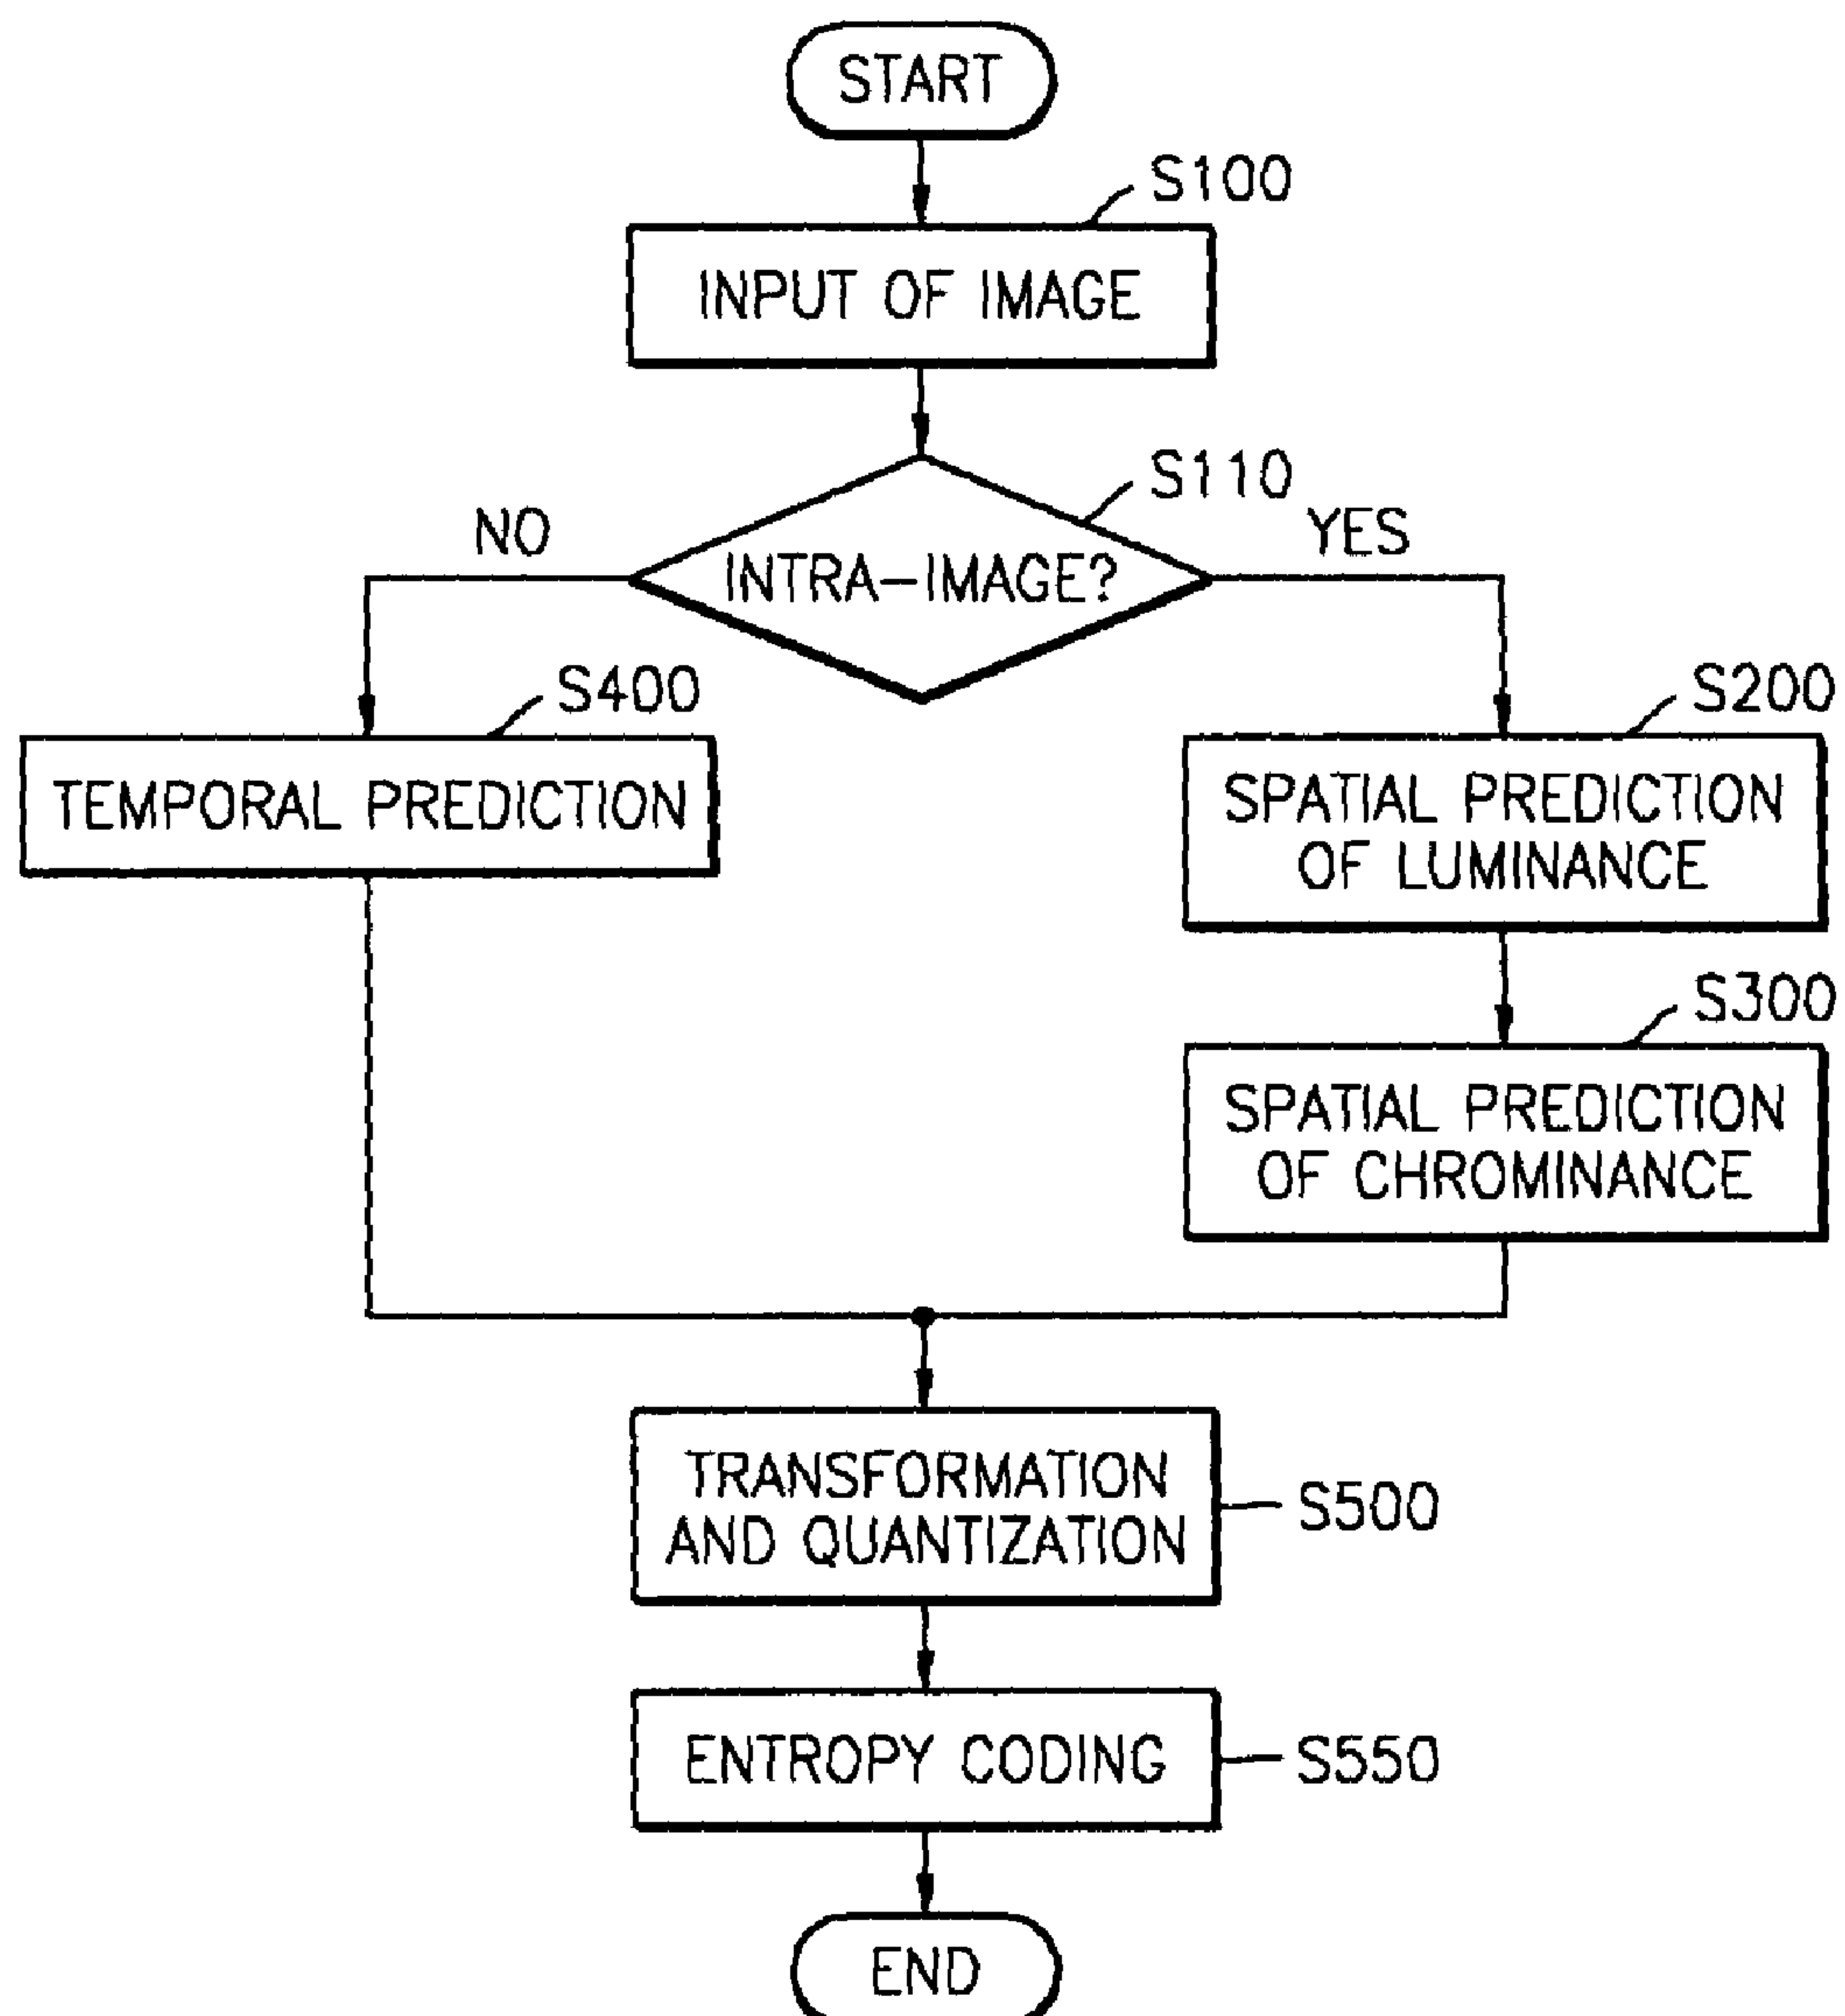 START
S100
INPUT OF IMAGE
S110
NO
YES
INTRA-IMAGE?
S400
S200
TEMPORAL PREDICTION
SPATIAL PREDICTION
OF LUMINANCE
S300
SPATIAL PREDICTION
OF CHROMINANCE
TRANSFORMATION
AND QUANTIZATION
S500
ENTROPY CODING
S550
END